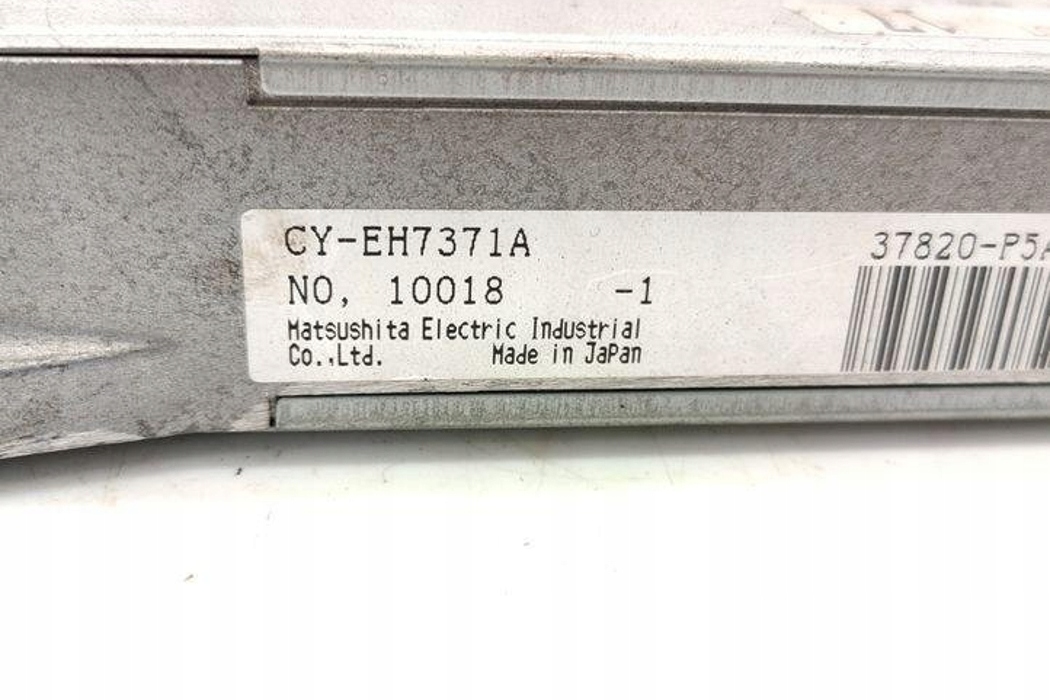 CY-EH7371A
37820-P5A
NO, 10018 -1
Matsushita Electric Industrial
Co.,Ltd. Made in JaPan